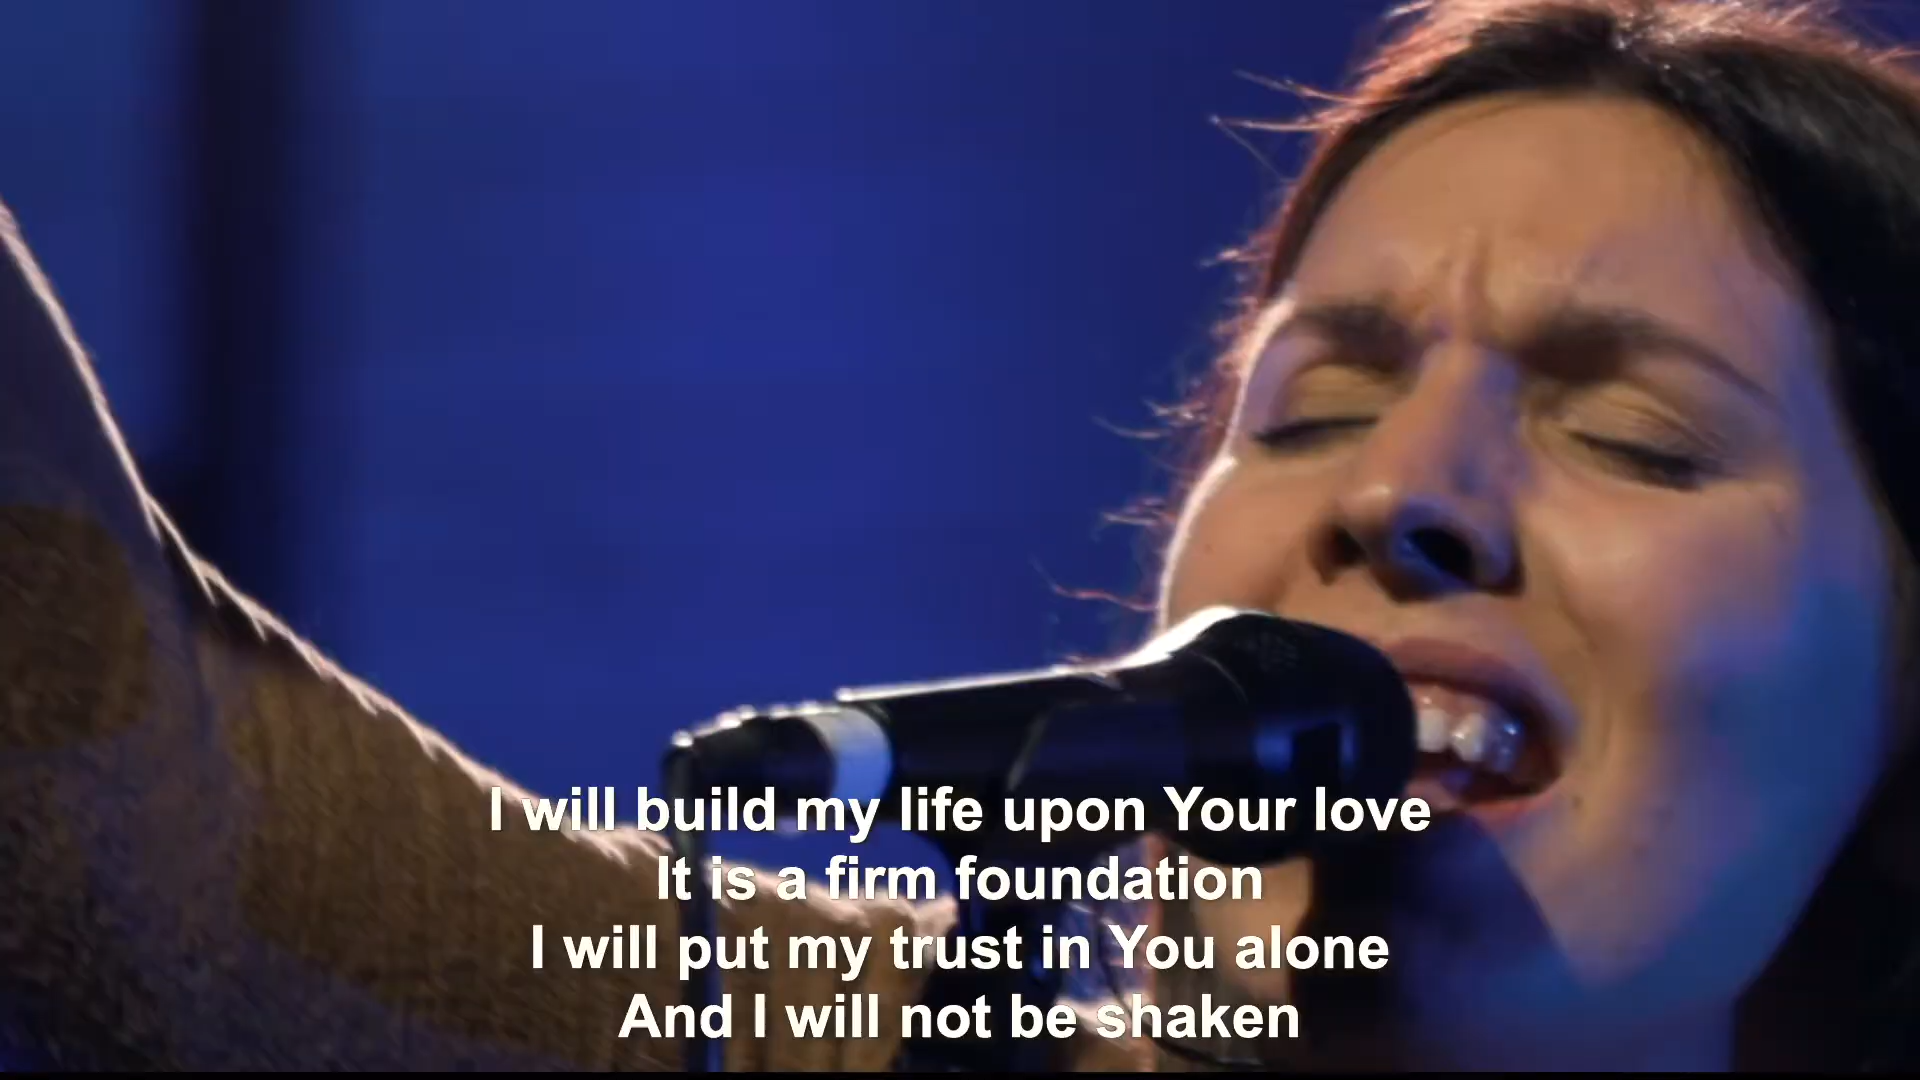 I will build my life upon Your love
It is a firm foundation
I will put my trust in You alone
And I will not be shaken